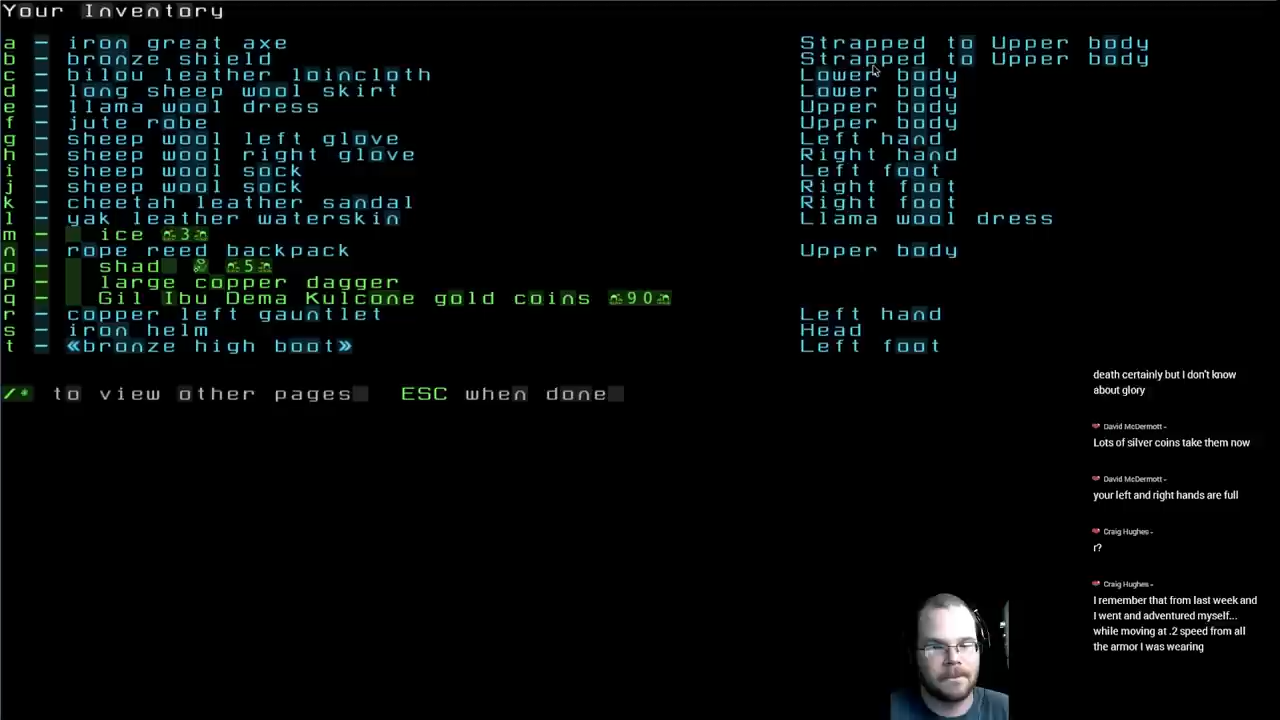 Your Inventory
a - iron great axe Strapped to Upper body
b - bronze shield Strapped to Upper body
c - bilou leather loincloth Lower body
d - long sheep wool skirt Lower body
e - llama wool dress Upper body
f - jute robe Upper body
g - sheep wool left glove Left hand
h - sheep wool right glove Right hand
i - sheep wool sock Left foot
j - sheep wool sock Right foot
k - cheetah leather sandal Right foot
l - yak leather waterskin Llama wool dress
m - ice 3
n - rope reed backpack Upper body
o - shad 5
p - large copper dagger
q - Gil Ibu Dema Kulcone gold coins 90
r - copper left gauntlet Left hand
s - iron helm Head
t - «bronze high boot» Left foot
/* to view other pages ESC when done
death certainly but I don't know
about glory
David McDermott -
Lots of silver coins take them now
David McDermott -
your left and right hands are full
Craig Hughes -
r?
Craig Hughes -
I remember that from last week and
I went and adventured myself...
while moving at .2 speed from all
the armor I was wearing